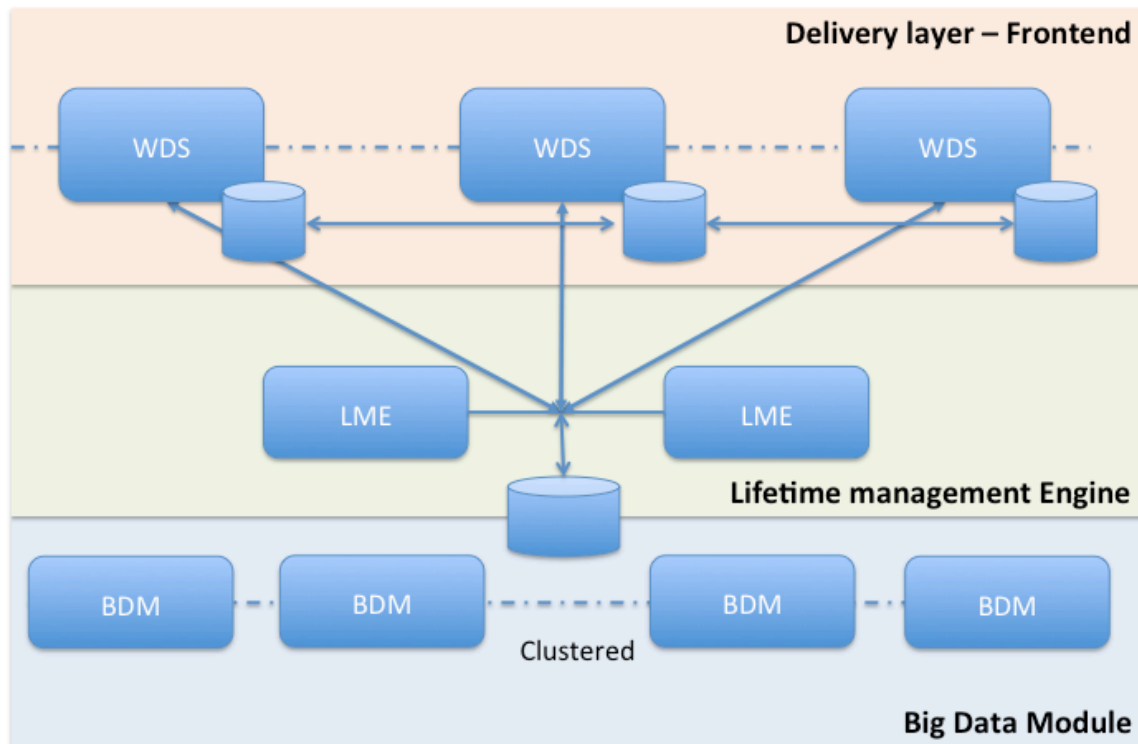 Delivery layer – Frontend
WDS
WDS
WDS
LME
LME
Lifetime management Engine
BDM
BDM
BDM
BDM
Clustered
Big Data Module